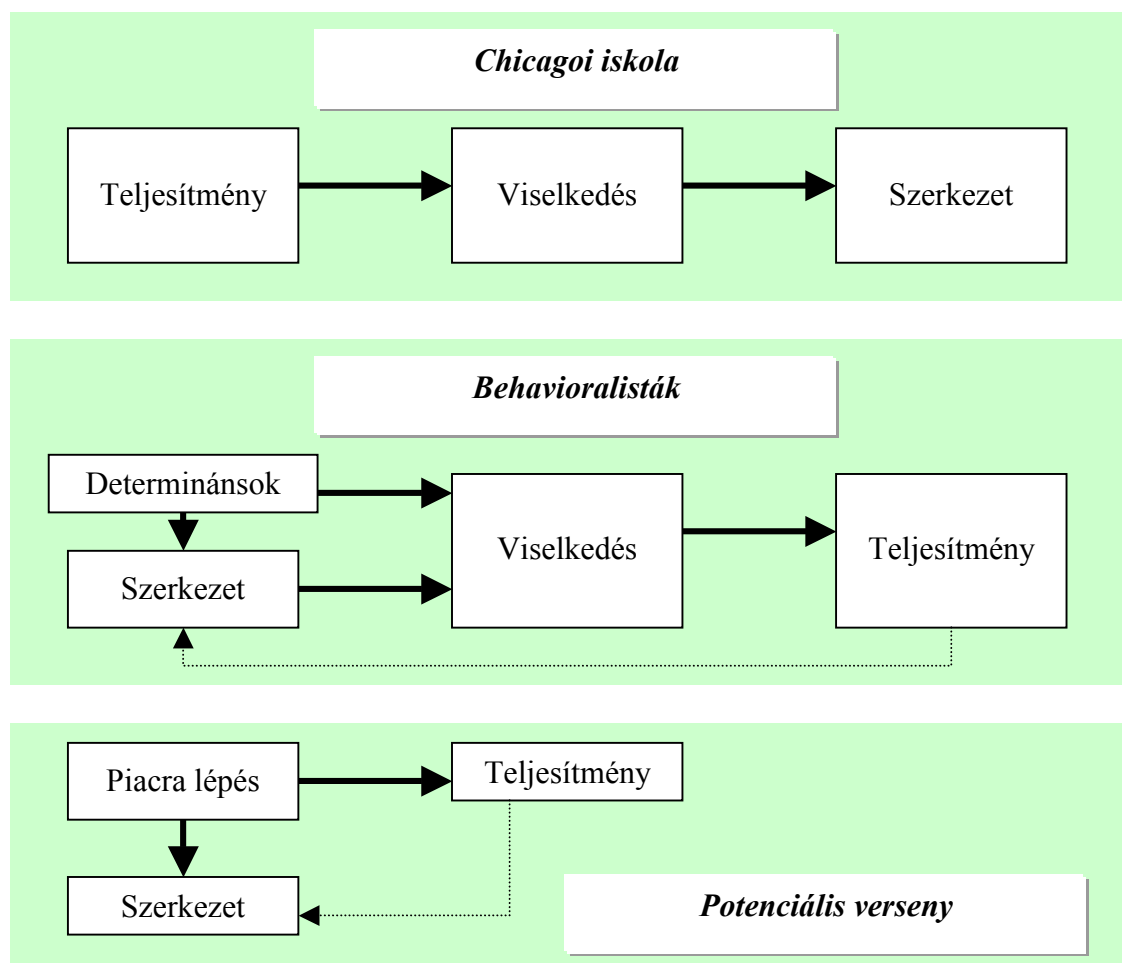 Chicagoi iskola
Teljesítmény
Viselkedés
Szerkezet
Behavioralisták
Determinánsok
Szerkezet
Viselkedés
Teljesítmény
Piacra lépés
Teljesítmény
Szerkezet
Potenciális verseny